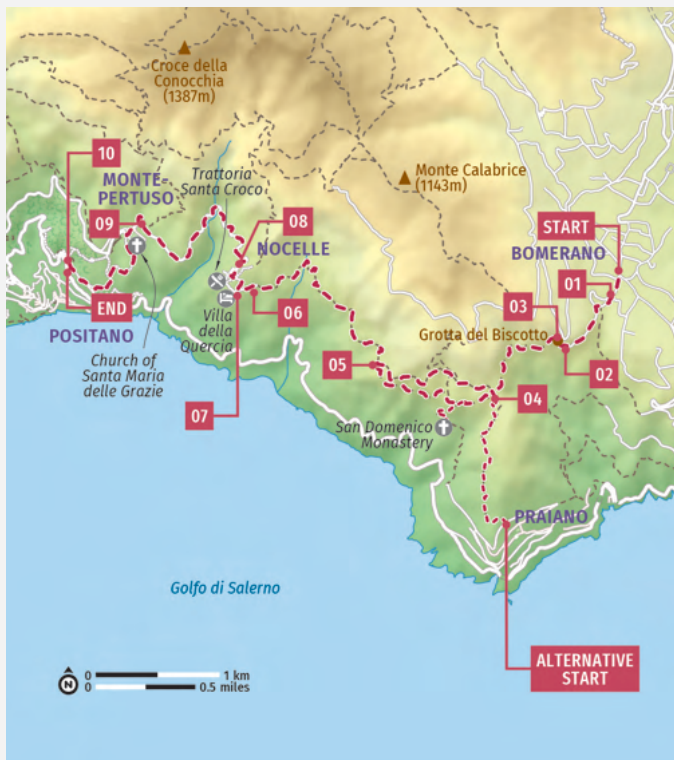 Croce della
Conocchia
(1387m)
10
MONTE-
PERTUSO
Trattoria
Santa Croco
Monte Calabrice
(1143m)
09
08
NOCELLE
START
BOMERANO
01
03
Grotta del Biscotto
END
POSITANO
Villa
della
Quercia
06
02
Church of
Santa Maria
delle Grazie
05
07
04
San Domenico
Monastery
PRAIANO
Golfo di Salerno
ALTERNATIVE
START
N
0 1 km
0 0.5 miles